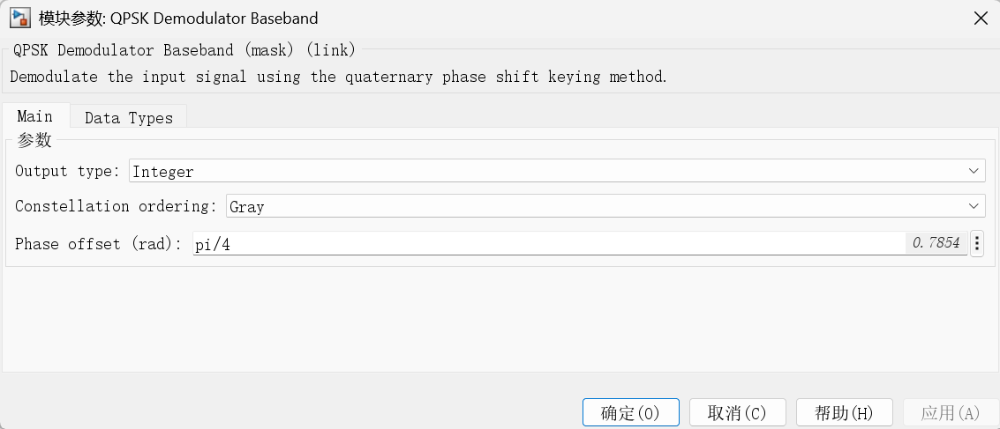 模块参数: QPSK Demodulator Baseband
QPSK Demodulator Baseband (mask) (link)
Demodulate the input signal using the quaternary phase shift keying method.
Main Data Types
参数
Output type: Integer
Constellation ordering: Gray
Phase offset (rad): pi/4 0.7854
确定(O) 取消(C) 帮助(H) 应用(A)